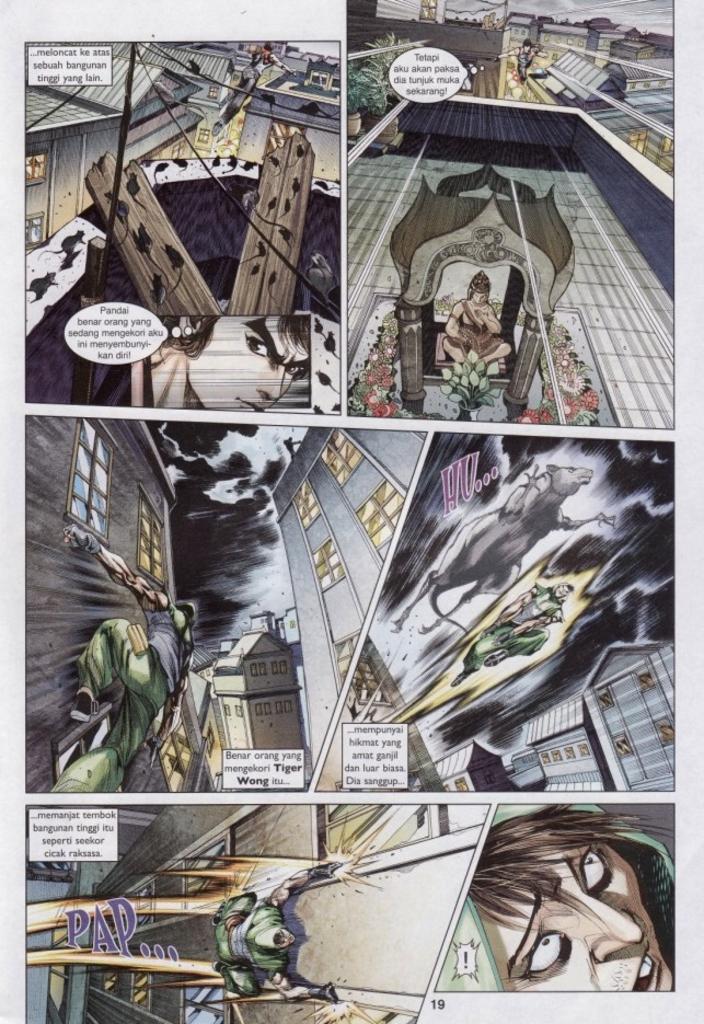 ...meloncat ke atas
sebuah bangunan
tinggi yang lain.
Pandai
benar orang yang
sedang mengekori aku
ini menyembunyi-
kan diri!
Tetapi
aku akan paksa
dia tunjuk muka
sekarang!
Benar orang yang
mengekori Tiger
Wong itu...
HU...
...mempunyai
hikmat yang
amat ganjil
dan luar biasa.
Dia sanggup...
...memanjat tembok
bangunan tinggi itu
seperti seekor
cicak raksasa.
PAP...
!
19